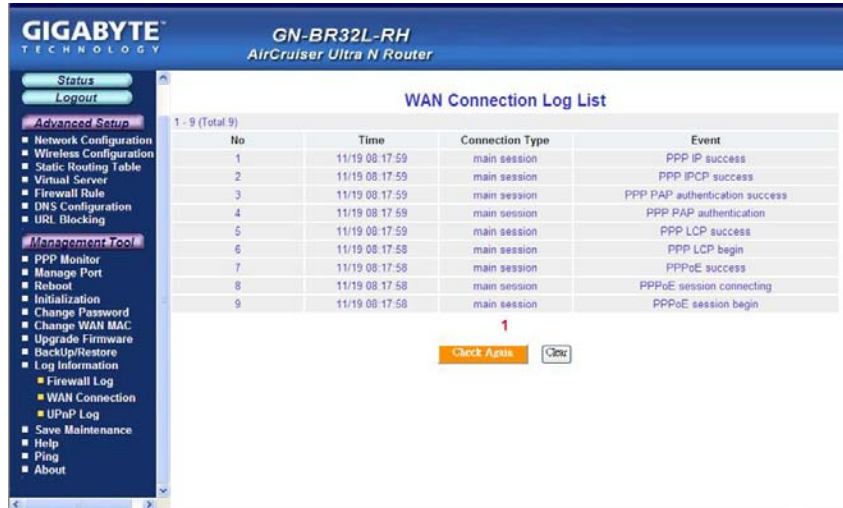 GIGABYTE™
TECHNOLOGY
GN-BR32L-RH
AirCruiser Ultra N Router
Status
Logout
Advanced Setup
Network Configuration
Wireless Configuration
Static Routing Table
Virtual Server
Firewall Rule
DNS Configuration
URL Blocking
Management Tool
PPP Monitor
Manage Port
Reboot
Initialization
Change Password
Change WAN MAC
Upgrade Firmware
BackUp/Restore
Log Information
Firewall Log
WAN Connection
UPnP Log
Save Maintenance
Help
Ping
About
WAN Connection Log List
1 - 9 (Total 9)
No Time Connection Type Event
1 11/19 08:17:59 main session PPP IP success
2 11/19 08:17:59 main session PPP IPCP success
3 11/19 08:17:59 main session PPP PAP authentication success
4 11/19 08:17:59 main session PPP PAP authentication
5 11/19 08:17:59 main session PPP LCP success
6 11/19 08:17:58 main session PPP LCP begin
7 11/19 08:17:58 main session PPPoE success
8 11/19 08:17:58 main session PPPoE session connecting
9 11/19 08:17:58 main session PPPoE session begin
1
Check Again Clear